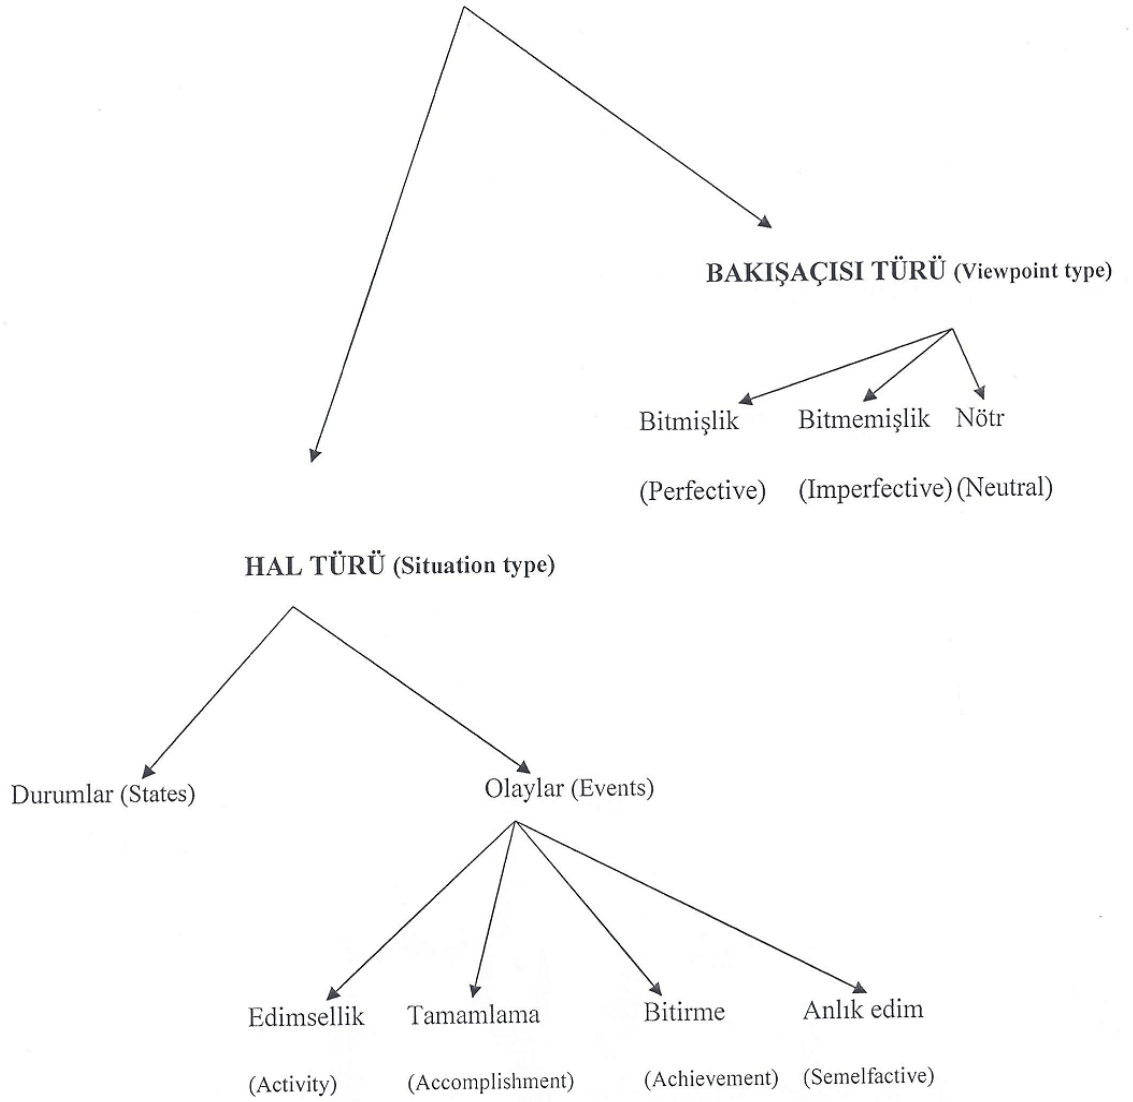 BAKIŞAÇISI TÜRÜ (Viewpoint type)
Bitmişlik Bitmemişlik Nötr
(Perfective) (Imperfective) (Neutral)
HAL TÜRÜ (Situation type)
Durumlar (States) Olaylar (Events)
Edimsellik Tamamlama Bitirme Anlık edim
(Activity) (Accomplishment) (Achievement) (Semelfactive)